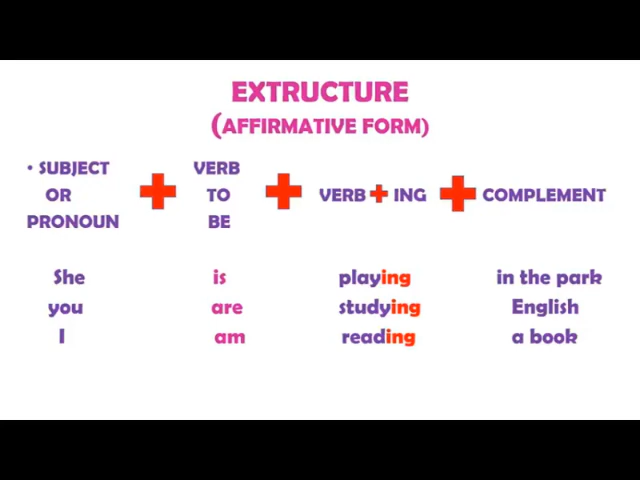 EXTRUCTURE
(AFFIRMATIVE FORM)
• SUBJECT OR PRONOUN + VERB TO BE + VERB + ING + COMPLEMENT
She is playing in the park
you are studying English
I am reading a book